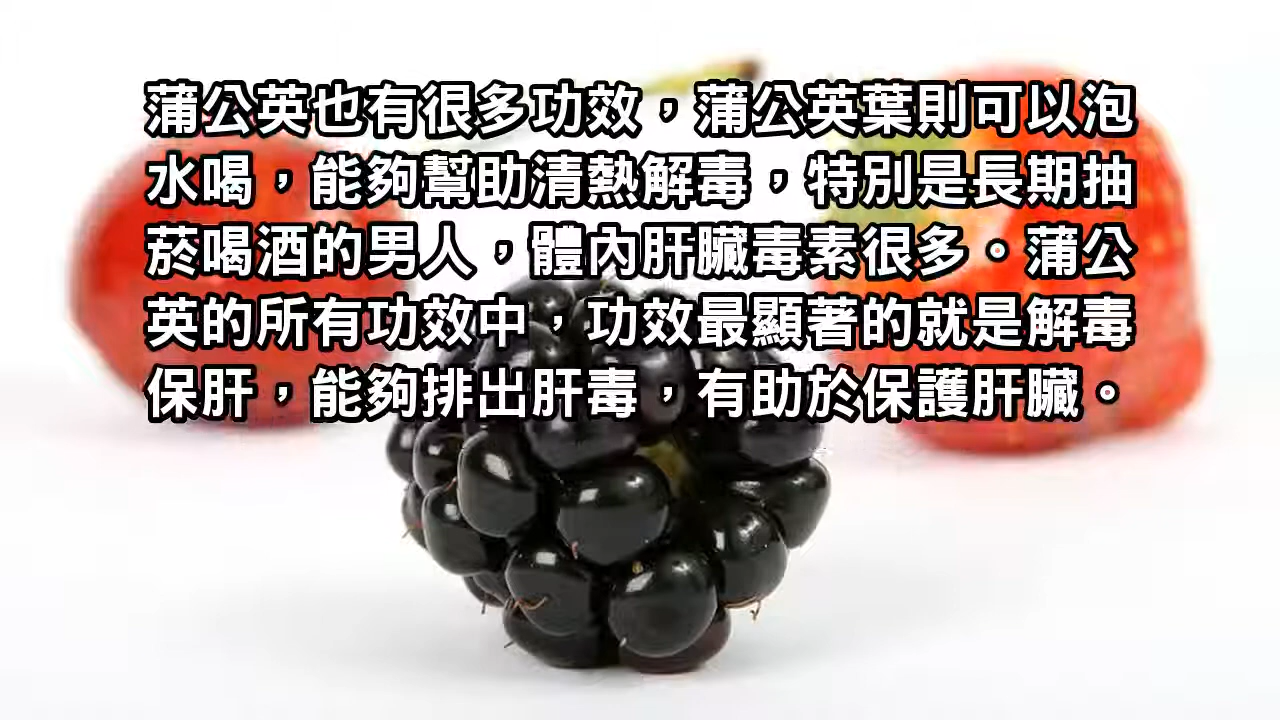 蒲公英也有很多功效，蒲公英葉則可以泡
水喝，能夠幫助清熱解毒，特別是長期抽
菸喝酒的男人，體內肝臟毒素很多。蒲公
英的所有功效中，功效最顯著的就是解毒
保肝，能夠排出肝毒，有助於保護肝臟。